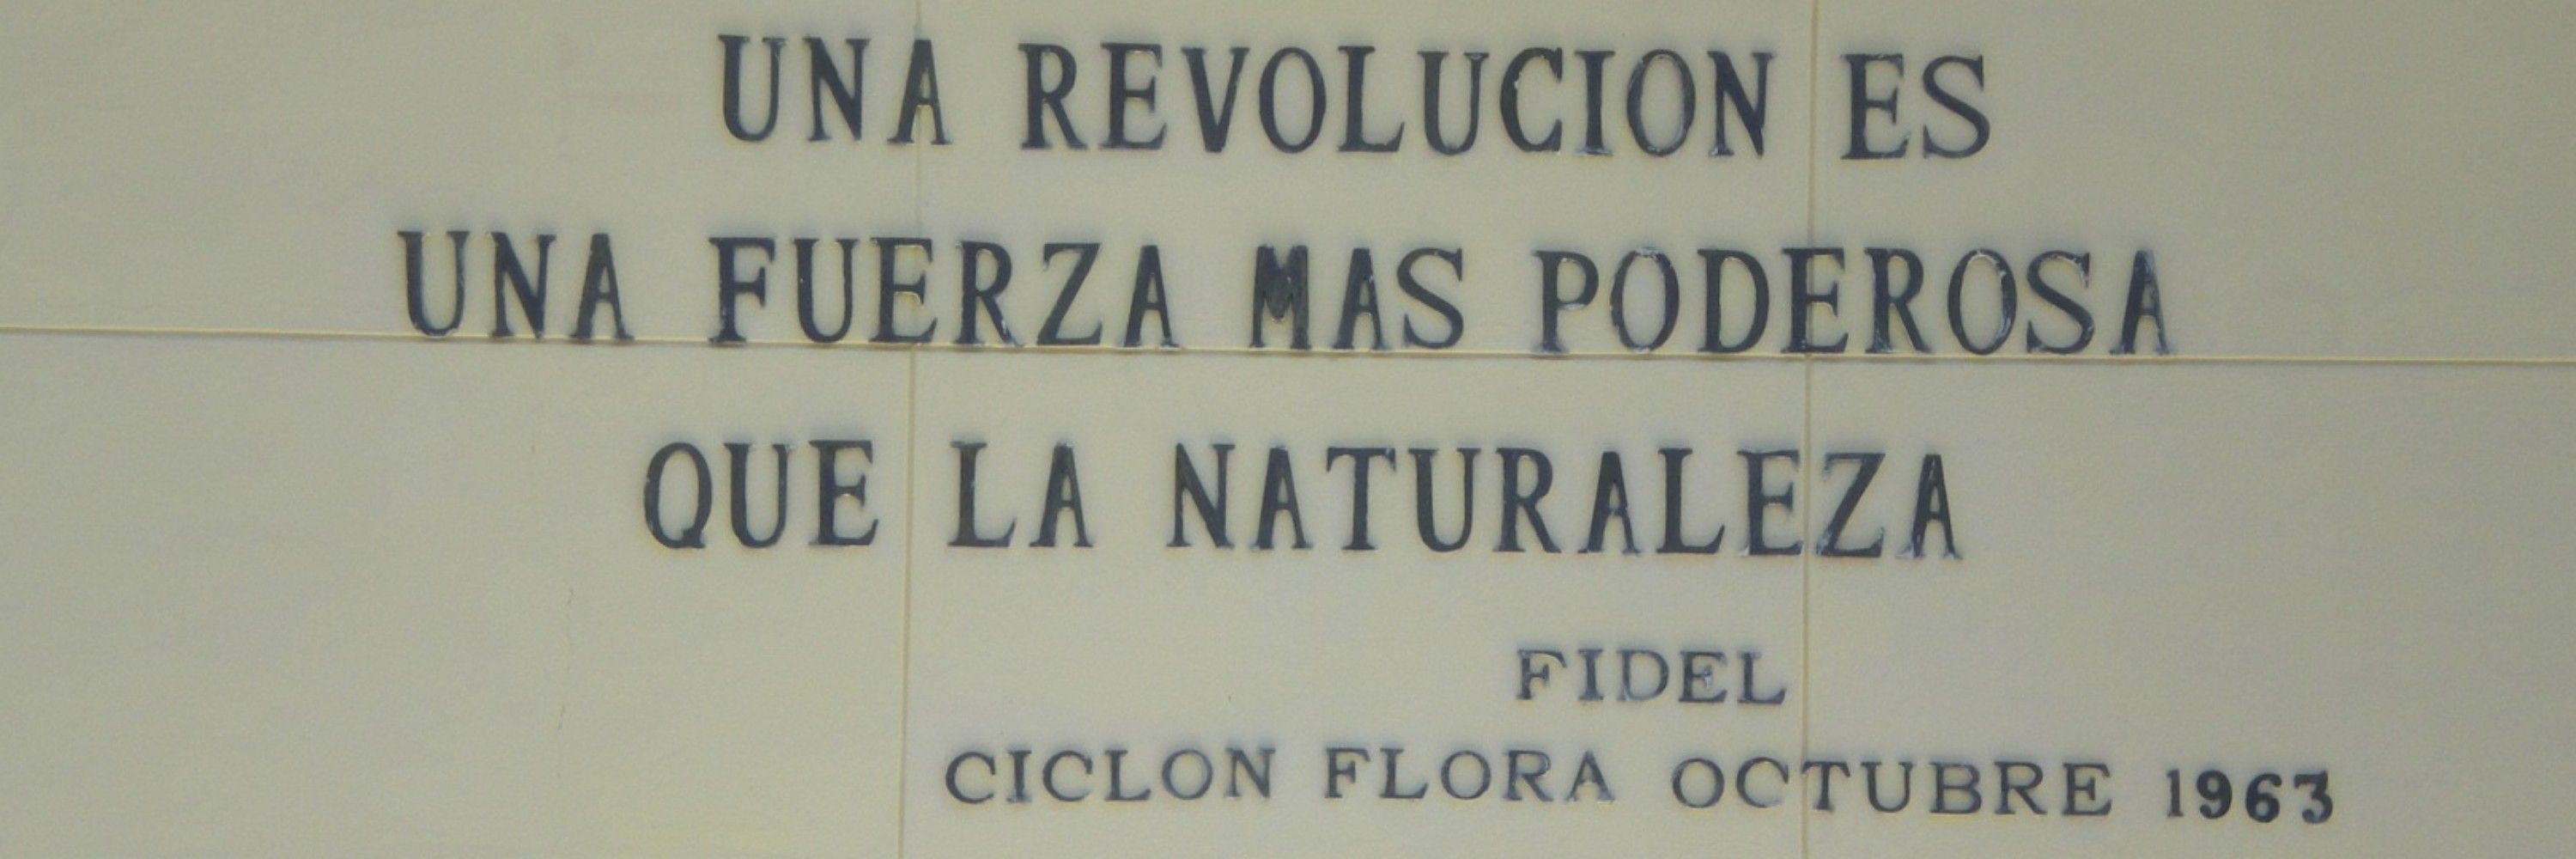 UNA REVOLUCION ES
UNA FUERZA MAS PODEROSA
QUE LA NATURALEZA
FIDEL
CICLON FLORA OCTUBRE 1963